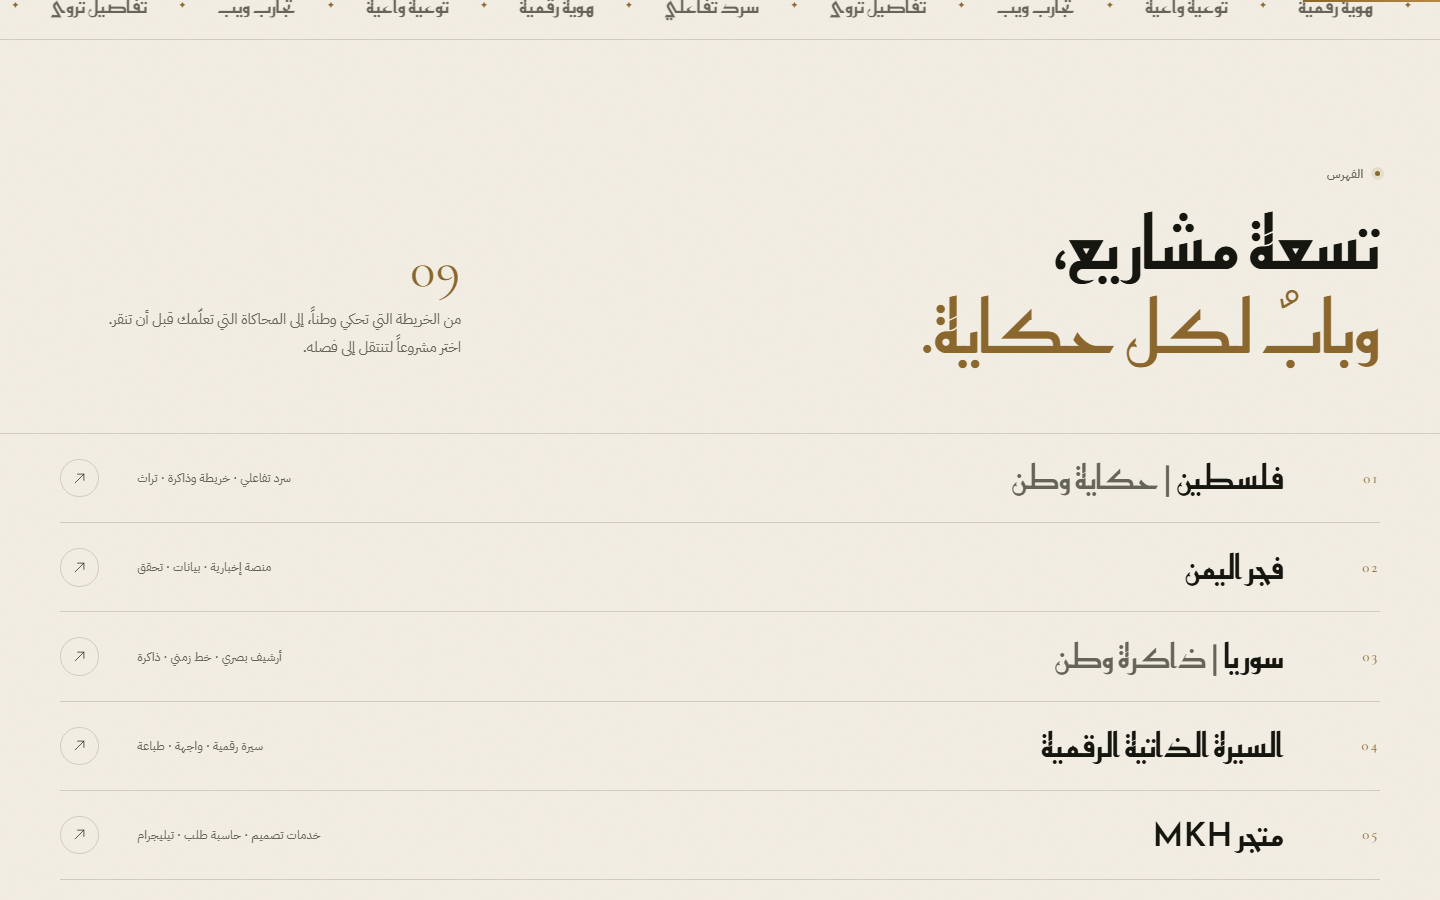 هوية رقمية ✦ توعية واعية ✦ تجارب ويب ✦ تفاصيل تروى ✦ سرد تفاعلي ✦ هوية رقمية ✦ توعية واعية ✦ تجارب ويب ✦ تفاصيل تروى
الفهرس
تسعة مشاريع،
وبابٌ لكل حكاية.
09
من الخريطة التي تحكي وطناً، إلى المحاكاة التي تعلّمك قبل أن تنقر.
اختر مشروعاً لتنتقل إلى فصله.
01 فلسطين | حكاية وطن سرد تفاعلي · خريطة وذاكرة · تراث
02 فجر اليمن منصة إخبارية · بيانات · تحقق
03 سوريا | ذاكرة وطن أرشيف بصري · خط زمني · ذاكرة
04 السيرة الذاتية الرقمية سيرة رقمية · واجهة · طباعة
05 متجر MKH خدمات تصميم · حاسبة طلب · تيليجرام